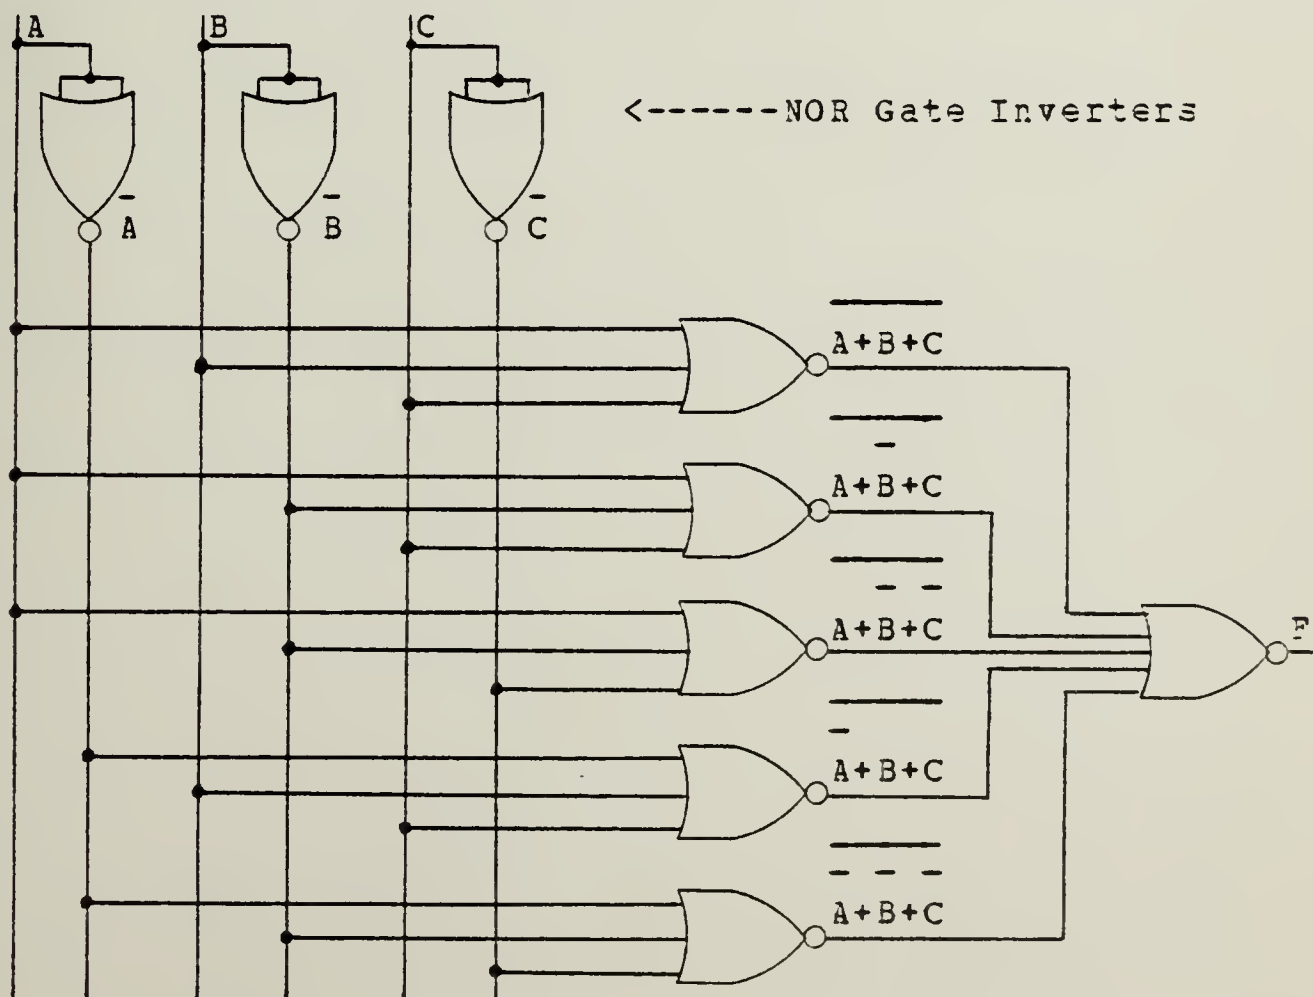 A B C
<------NOR Gate Inverters
A̅ B̅ C̅
A+B+C
A+B̅+C
A+B̅+C̅
F
A̅+B+C
A̅+B̅+C̅